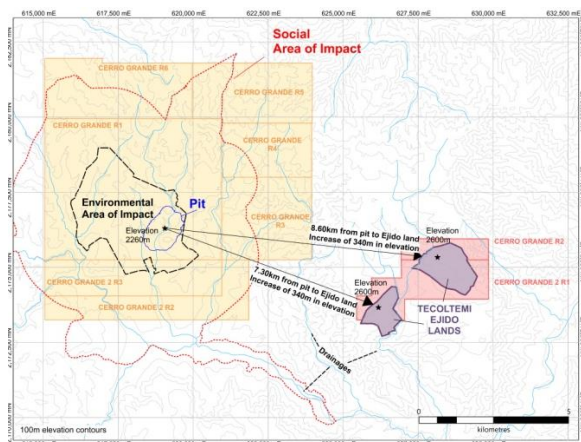 615,000 mE
617,500 mE
620,000 mE
622,500 mE
625,000 mE
627,500 mE
630,000 mE
632,500 mE
Social
Area of Impact
CERRO GRANDE R6
CERRO GRANDE R5
CERRO GRANDE R1
CERRO GRANDE
R4
Environmental
Area of Impact
Pit
Elevation
2260m
CERRO
GRANDE
R3
8.60km from pit to Ejido land
Increase of 340m in elevation
Elevation
2600m
CERRO GRANDE R2
7.30km from pit to Ejido land
Increase of 340m in elevation
Elevation
2600m
CERRO GRANDE 2 R1
CERRO GRANDE 2 R3
CERRO GRANDE 2 R2
TECOLTEMI
EJIDO
LANDS
Drainages
100m elevation contours
0
5
kilometres